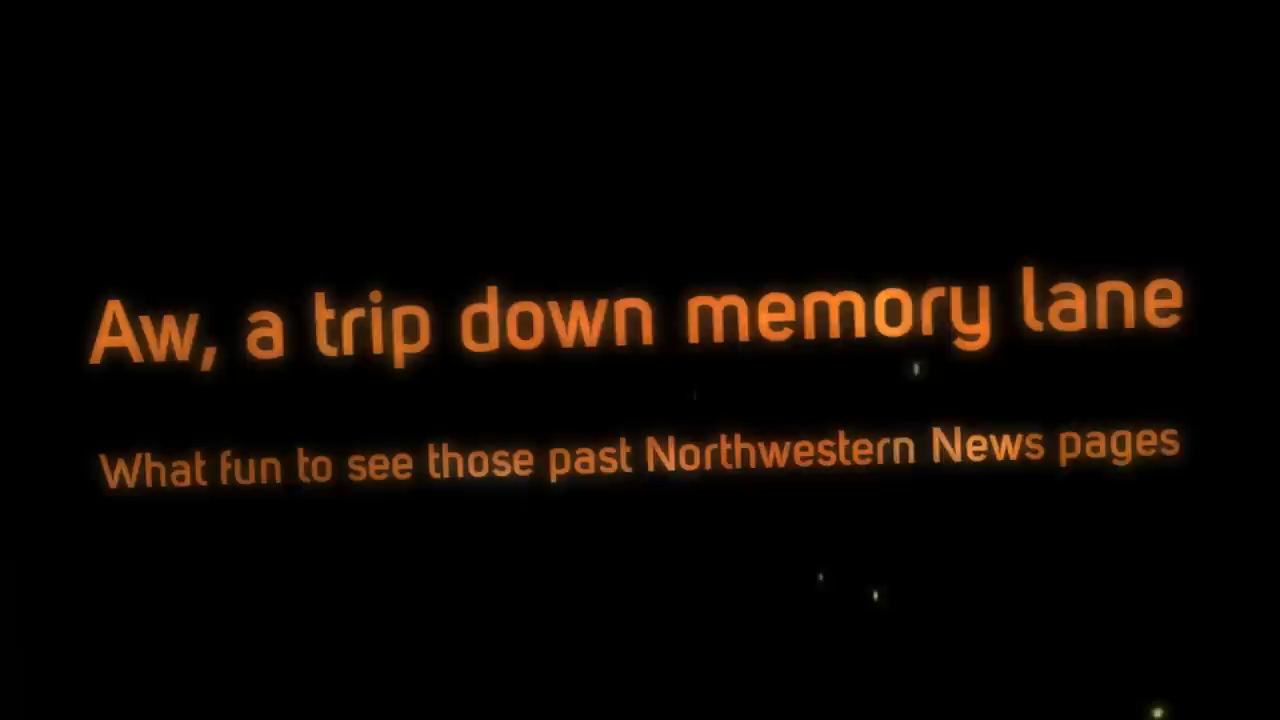 Aw, a trip down memory lane
What fun to see those past Northwestern News pages